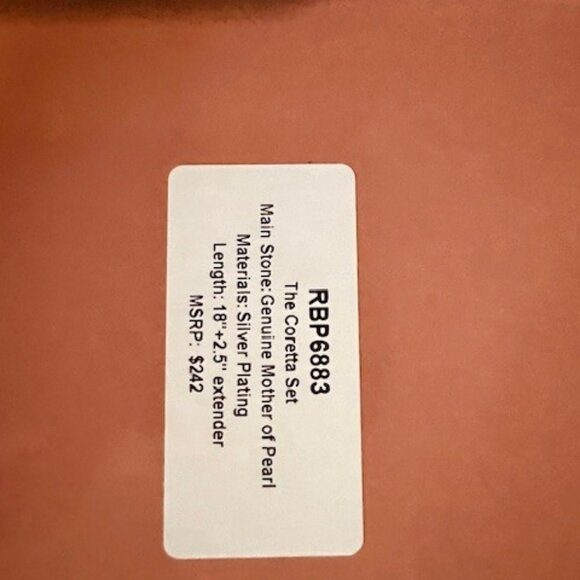 RBP6883
The Coretta Set
Main Stone: Genuine Mother of Pearl
Materials: Silver Plating
Length: 18"+2.5" extender
MSRP: $242